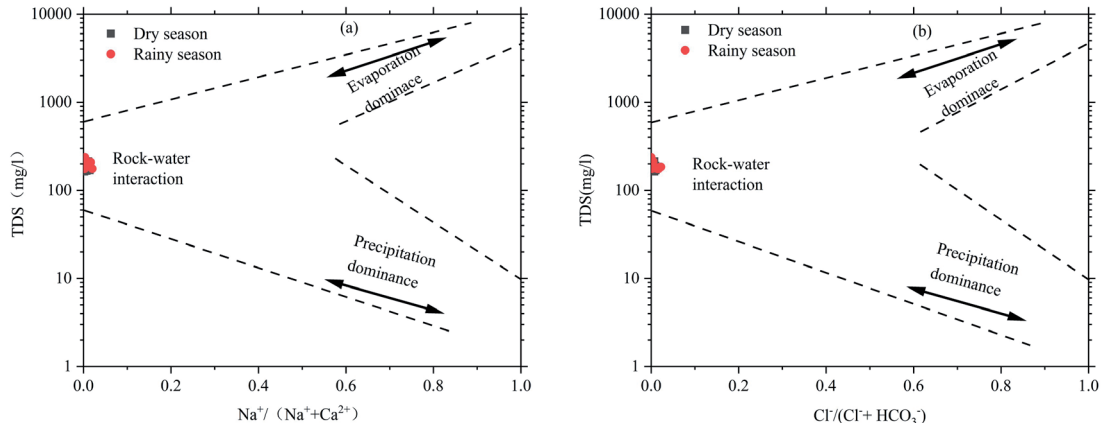 10000
1000
100
10
1
TDS（mg/l）
Dry season
Rainy season
(a)
Evaporation
dominace
Rock-water
interaction
Precipitation
dominance
0.0 0.2 0.4 0.6 0.8 1.0
Na⁺/（Na⁺+Ca²⁺）
10000
1000
100
10
1
TDS(mg/l)
Dry season
Rainy season
(b)
Evaporation
dominace
Rock-water
interaction
Precipitation
dominance
0.0 0.2 0.4 0.6 0.8 1.0
Cl⁻/(Cl⁻+ HCO₃⁻)